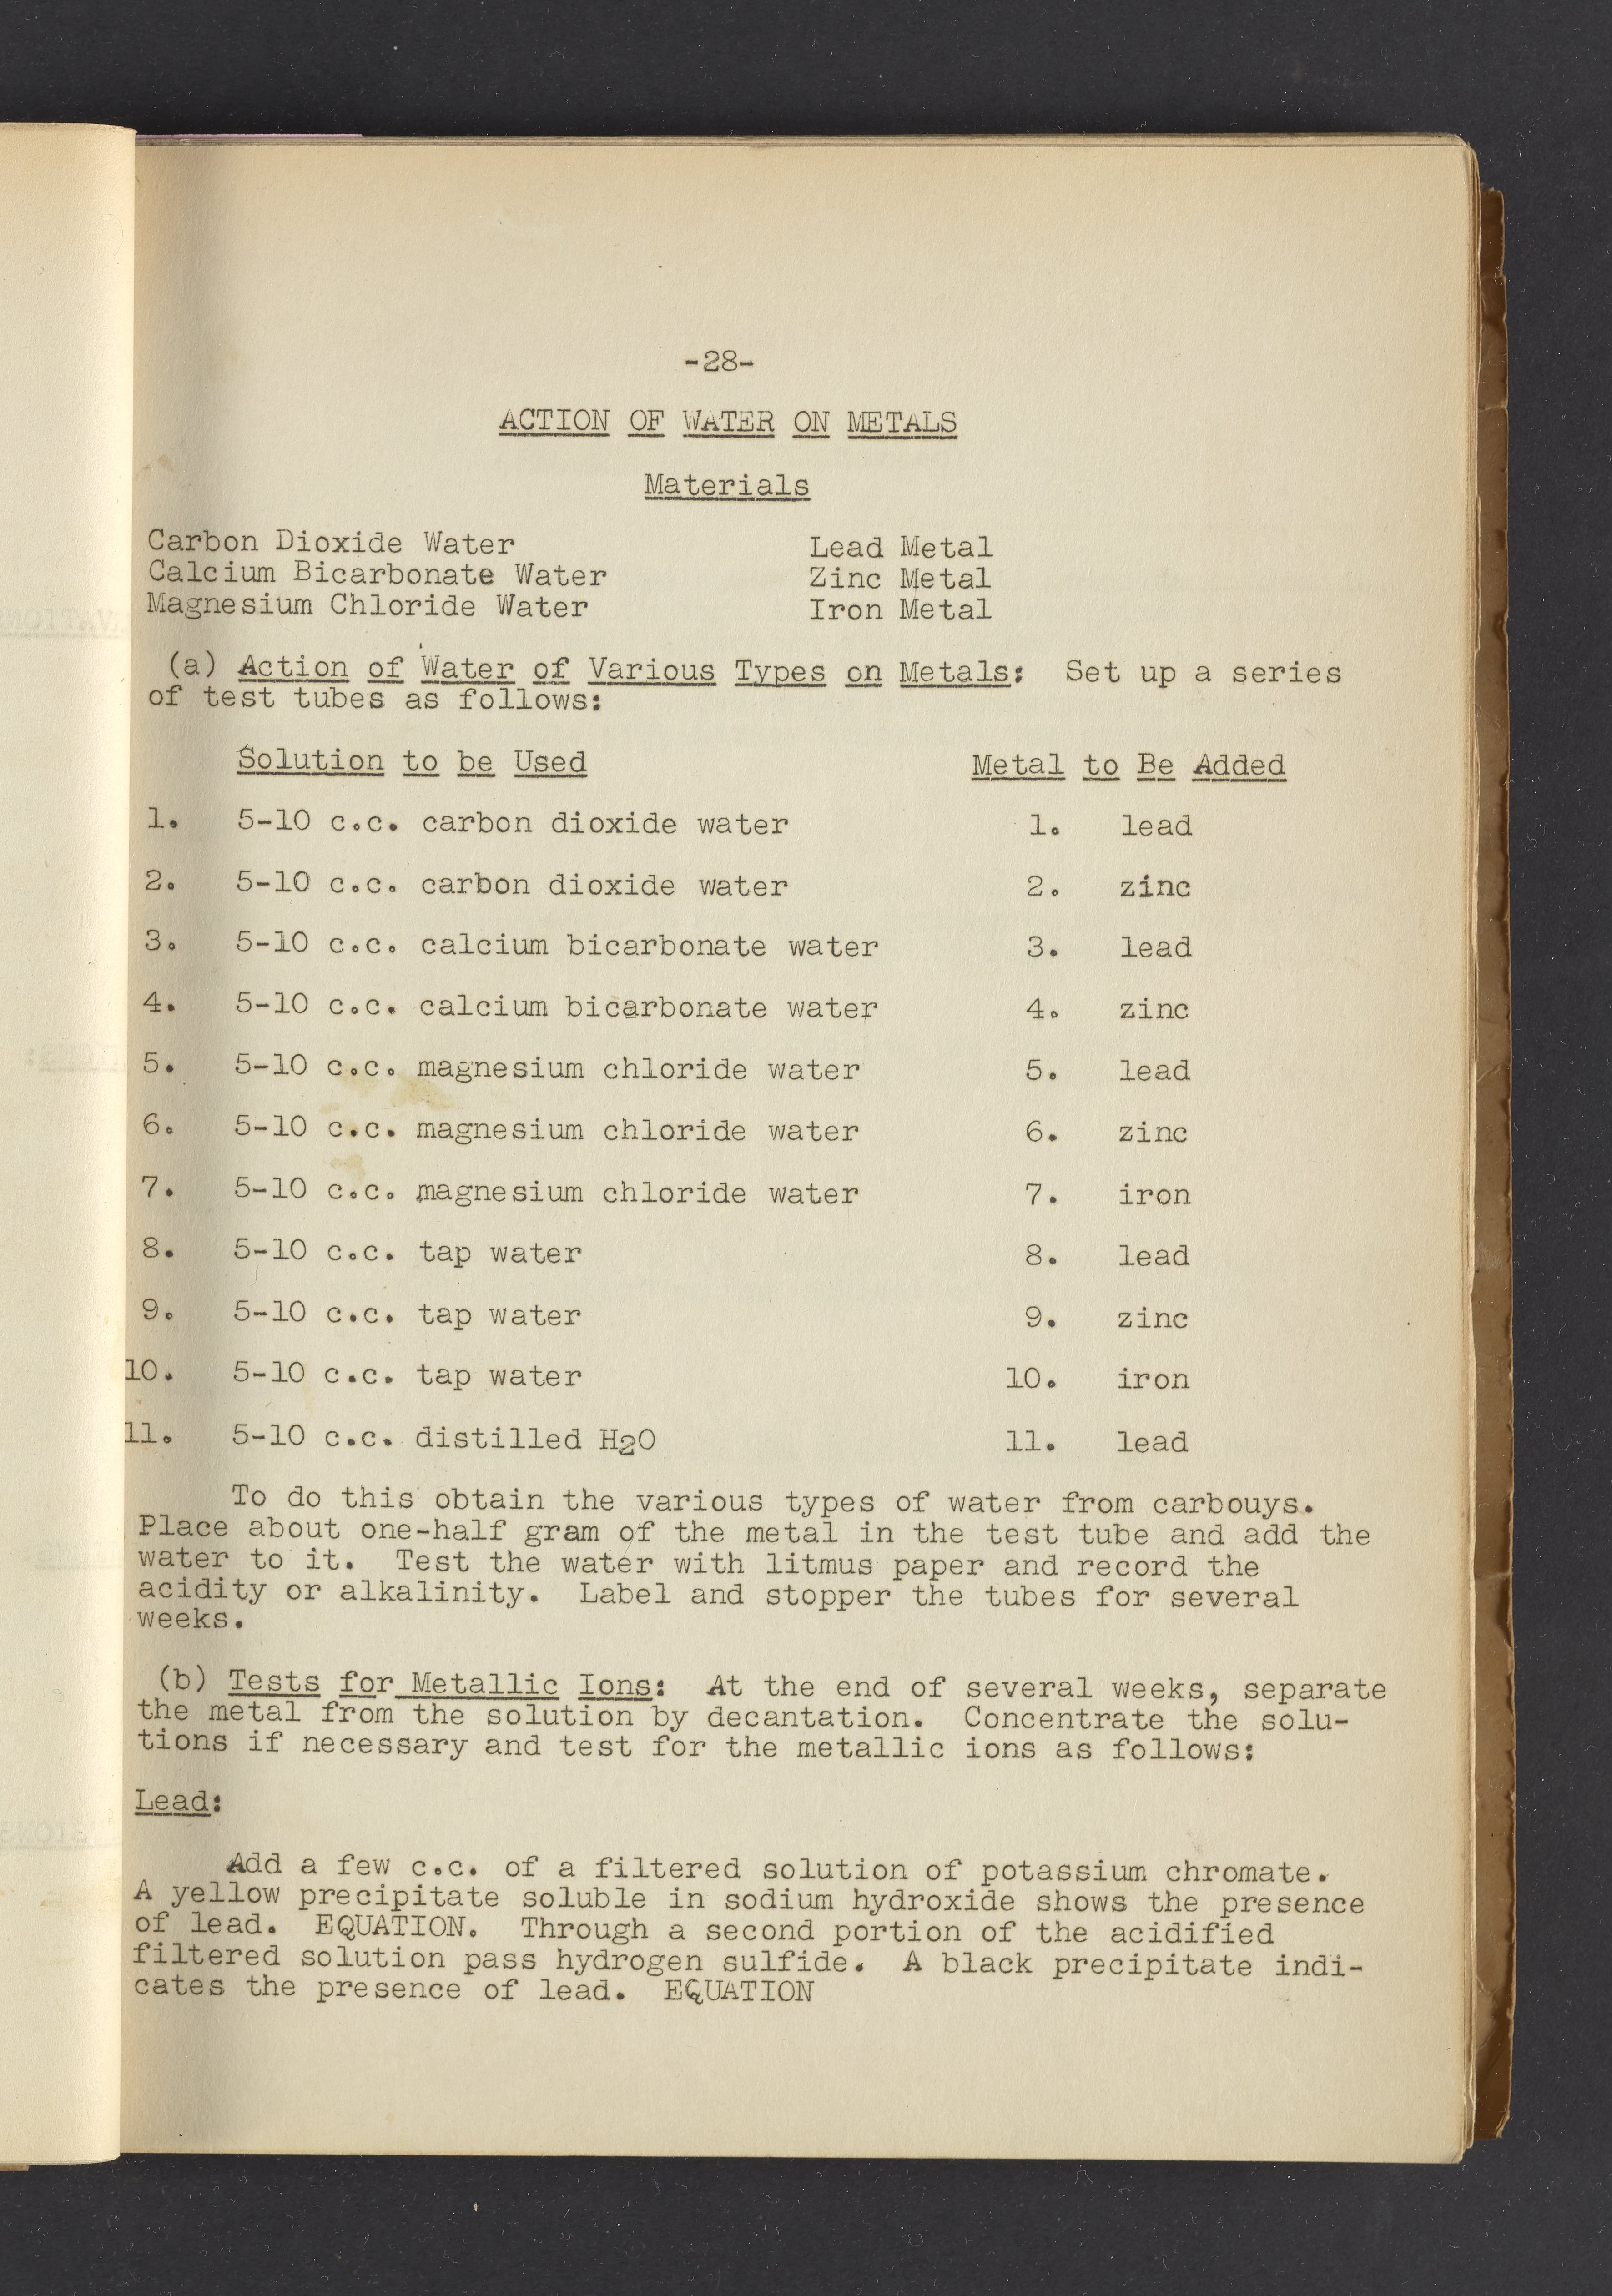 -28-
ACTION OF WATER ON METALS
Materials
Carbon Dioxide Water Lead Metal
Calcium Bicarbonate Water Zinc Metal
Magnesium Chloride Water Iron Metal
(a) Action of Water of Various Types on Metals: Set up a series
of test tubes as follows:
Solution to be Used Metal to Be Added
1. 5-10 c.c. carbon dioxide water 1. lead
2. 5-10 c.c. carbon dioxide water 2. zinc
3. 5-10 c.c. calcium bicarbonate water 3. lead
4. 5-10 c.c. calcium bicarbonate water 4. zinc
5. 5-10 c.c. magnesium chloride water 5. lead
6. 5-10 c.c. magnesium chloride water 6. zinc
7. 5-10 c.c. magnesium chloride water 7. iron
8. 5-10 c.c. tap water 8. lead
9. 5-10 c.c. tap water 9. zinc
10. 5-10 c.c. tap water 10. iron
11. 5-10 c.c. distilled H2O 11. lead
To do this obtain the various types of water from carbouys.
Place about one-half gram of the metal in the test tube and add the
water to it. Test the water with litmus paper and record the
acidity or alkalinity. Label and stopper the tubes for several
weeks.
(b) Tests for Metallic Ions: At the end of several weeks, separate
the metal from the solution by decantation. Concentrate the solu-
tions if necessary and test for the metallic ions as follows:
Lead:
Add a few c.c. of a filtered solution of potassium chromate.
A yellow precipitate soluble in sodium hydroxide shows the presence
of lead. EQUATION. Through a second portion of the acidified
filtered solution pass hydrogen sulfide. A black precipitate indi-
cates the presence of lead. EQUATION